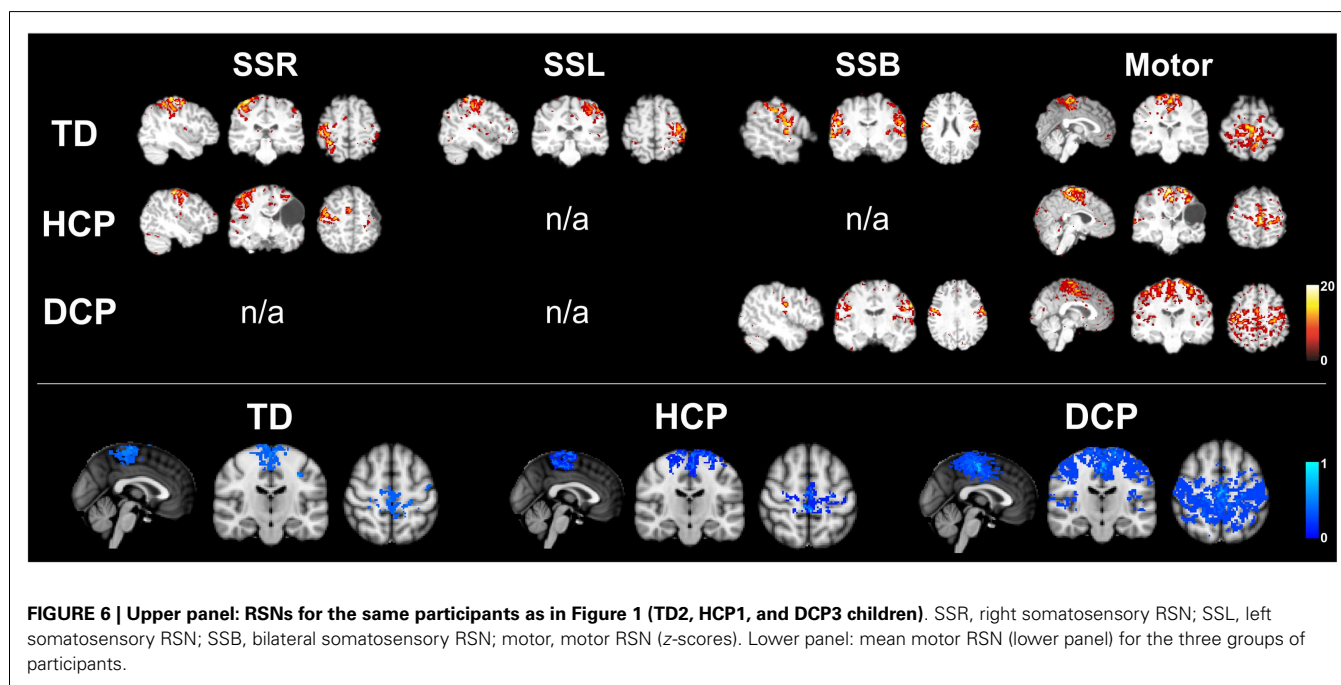 SSR SSL SSB Motor
TD
HCP n/a n/a
DCP n/a n/a
20
0
TD HCP DCP
1
0
FIGURE 6 | Upper panel: RSNs for the same participants as in Figure 1 (TD2, HCP1, and DCP3 children). SSR, right somatosensory RSN; SSL, left
somatosensory RSN; SSB, bilateral somatosensory RSN; motor, motor RSN (z-scores). Lower panel: mean motor RSN (lower panel) for the three groups of
participants.